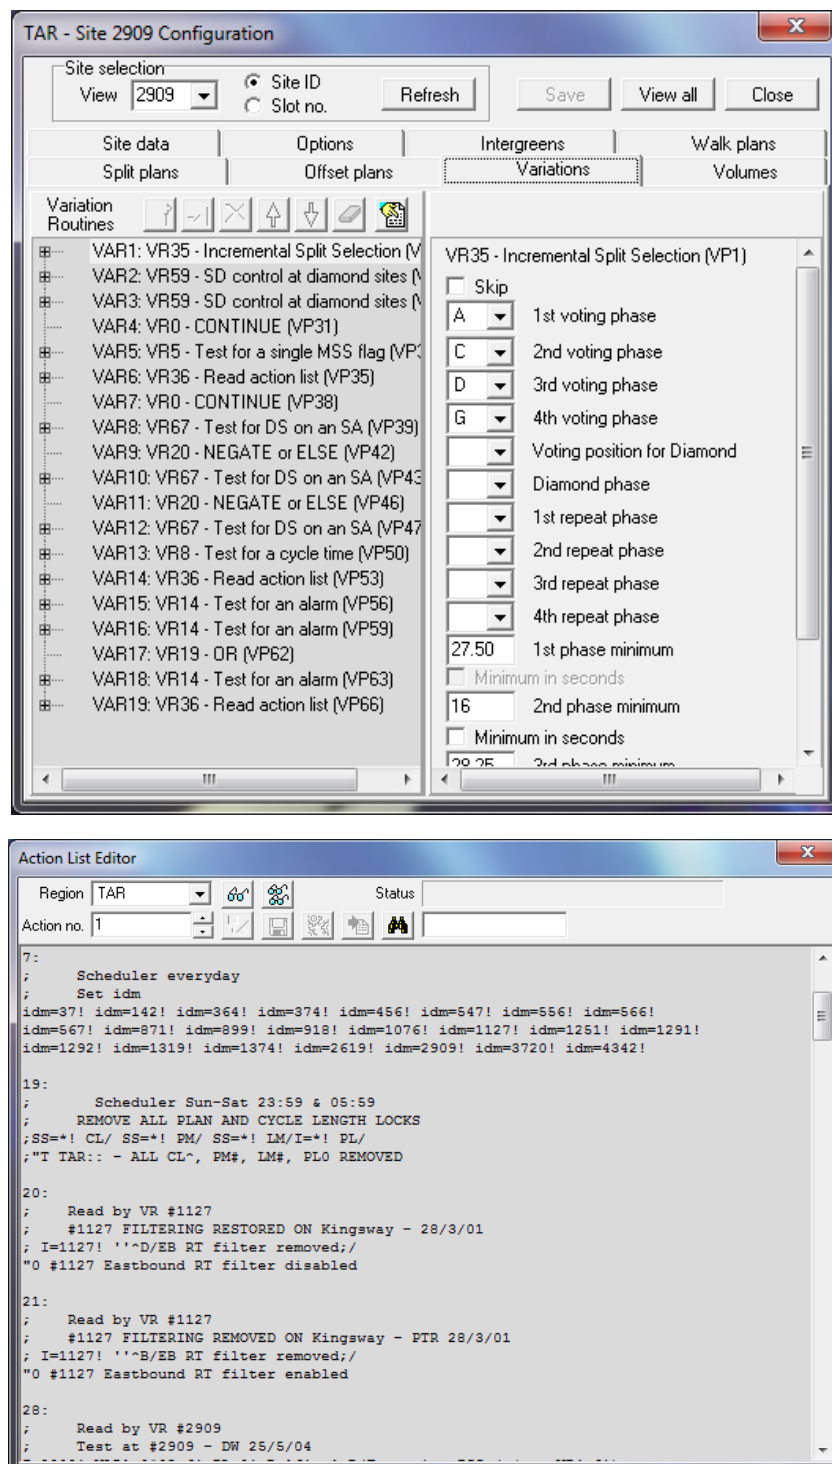 TAR - Site 2909 Configuration
Site selection
View 2909
Site ID
Slot no.
Refresh
Save
View all
Close
Site data
Options
Intergreens
Walk plans
Split plans
Offset plans
Variations
Volumes
Variation
Routines
VAR1: VR35 - Incremental Split Selection (V
VAR2: VR59 - SD control at diamond sites (V
VAR3: VR59 - SD control at diamond sites (V
VAR4: VR0 - CONTINUE (VP31)
VAR5: VR5 - Test for a single MSS flag (VP3
VAR6: VR36 - Read action list (VP35)
VAR7: VR0 - CONTINUE (VP38)
VAR8: VR67 - Test for DS on an SA (VP39)
VAR9: VR20 - NEGATE or ELSE (VP42)
VAR10: VR67 - Test for DS on an SA (VP43
VAR11: VR20 - NEGATE or ELSE (VP46)
VAR12: VR67 - Test for DS on an SA (VP47
VAR13: VR8 - Test for a cycle time (VP50)
VAR14: VR36 - Read action list (VP53)
VAR15: VR14 - Test for an alarm (VP56)
VAR16: VR14 - Test for an alarm (VP59)
VAR17: VR19 - OR (VP62)
VAR18: VR14 - Test for an alarm (VP63)
VAR19: VR36 - Read action list (VP66)
VR35 - Incremental Split Selection (VP1)
Skip
A 1st voting phase
C 2nd voting phase
D 3rd voting phase
G 4th voting phase
Voting position for Diamond
Diamond phase
1st repeat phase
2nd repeat phase
3rd repeat phase
4th repeat phase
27.50 1st phase minimum
Minimum in seconds
16 2nd phase minimum
Minimum in seconds
28.25 3rd phase minimum
Action List Editor
Region TAR
Status
Action no. 1
7:
; Scheduler everyday
; Set idm
idm=37! idm=142! idm=364! idm=374! idm=456! idm=547! idm=556! idm=566!
idm=567! idm=871! idm=899! idm=918! idm=1076! idm=1127! idm=1251! idm=1291!
idm=1292! idm=1319! idm=1374! idm=2619! idm=2909! idm=3720! idm=4342!
19:
; Scheduler Sun-Sat 23:59 & 05:59
; REMOVE ALL PLAN AND CYCLE LENGTH LOCKS
;SS=*! CL/ SS=*! PM/ SS=*! LM/I=*! PL/
;"T TAR:: - ALL CL^, PM#, LM#, PL0 REMOVED
20:
; Read by VR #1127
; #1127 FILTERING RESTORED ON Kingsway - 28/3/01
; I=1127! ''^D/EB RT filter removed;/
"0 #1127 Eastbound RT filter disabled
21:
; Read by VR #1127
; #1127 FILTERING REMOVED ON Kingsway - PTR 28/3/01
; I=1127! ''^B/EB RT filter removed;/
"0 #1127 Eastbound RT filter enabled
28:
; Read by VR #2909
; Test at #2909 - DW 25/5/04